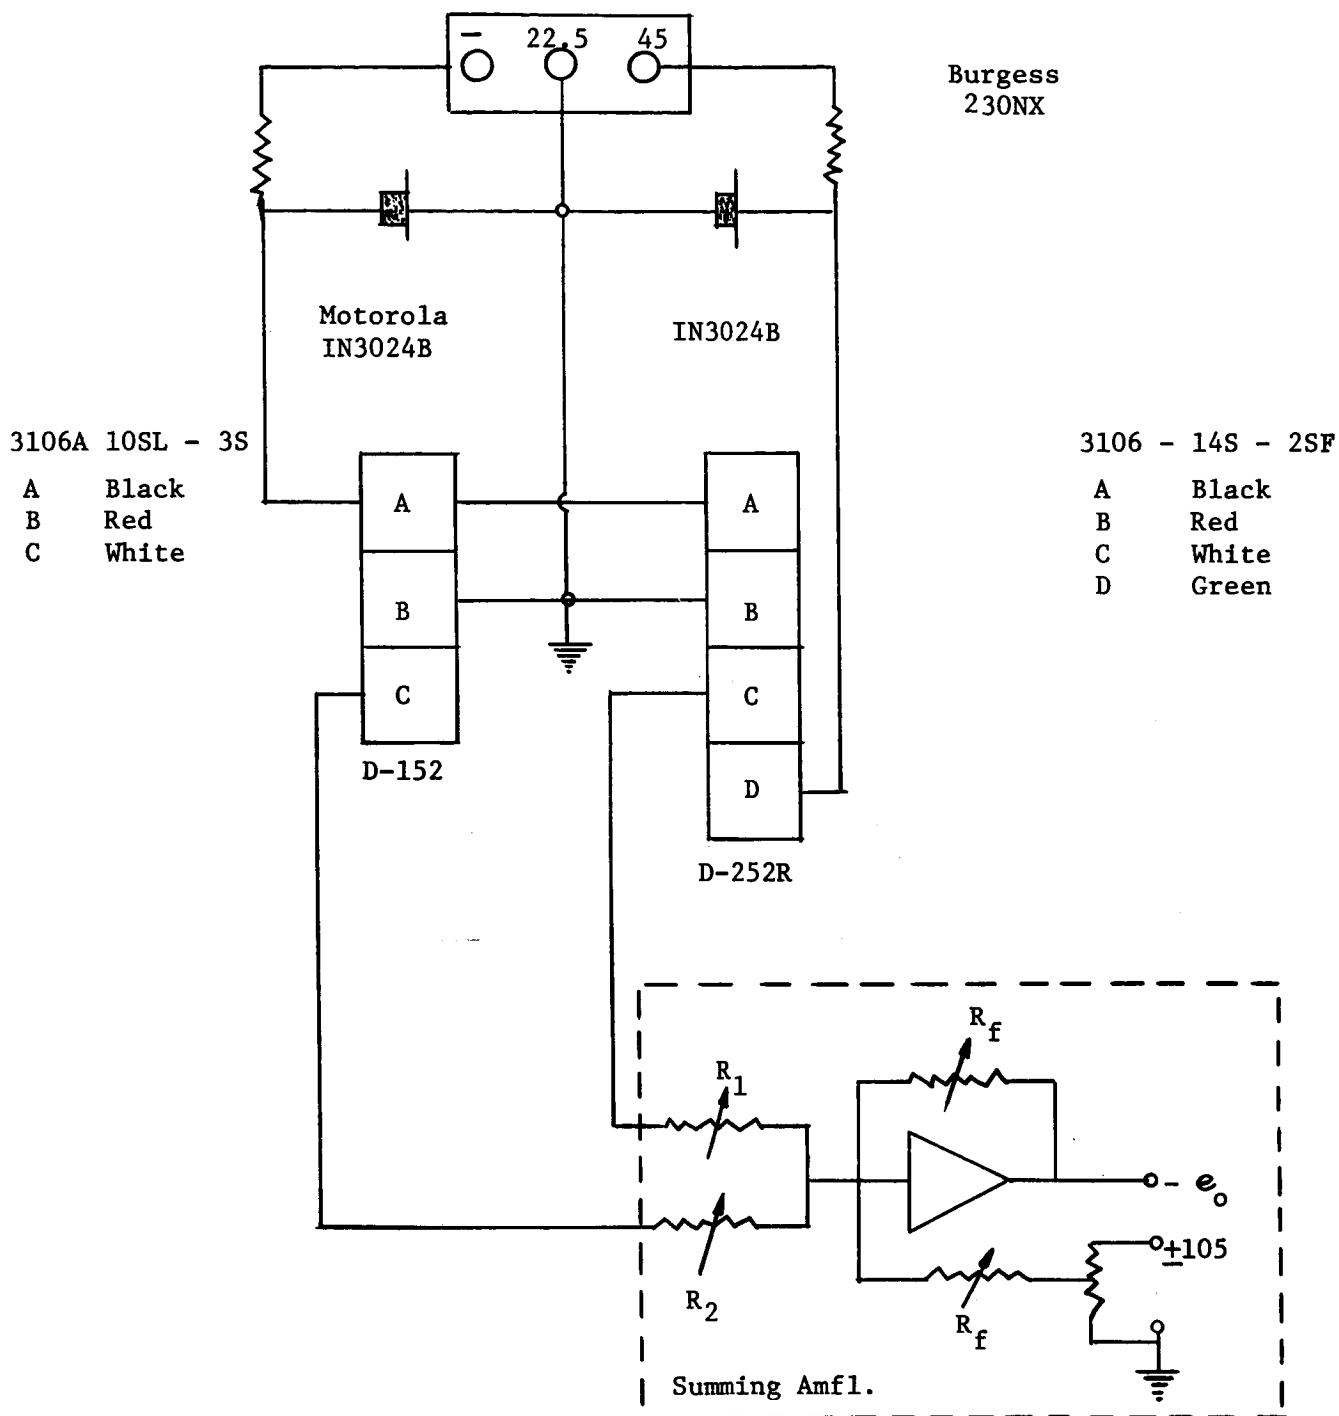 — 22.5 45
Burgess
230NX
Motorola
IN3024B
IN3024B
3106A 10SL - 3S
A Black
B Red
C White
3106 - 14S - 2SF
A Black
B Red
C White
D Green
A
B
C
D-152
A
B
C
D
D-252R
Rf
R1
- eo
±105
R2
Rf
Summing Amfl.